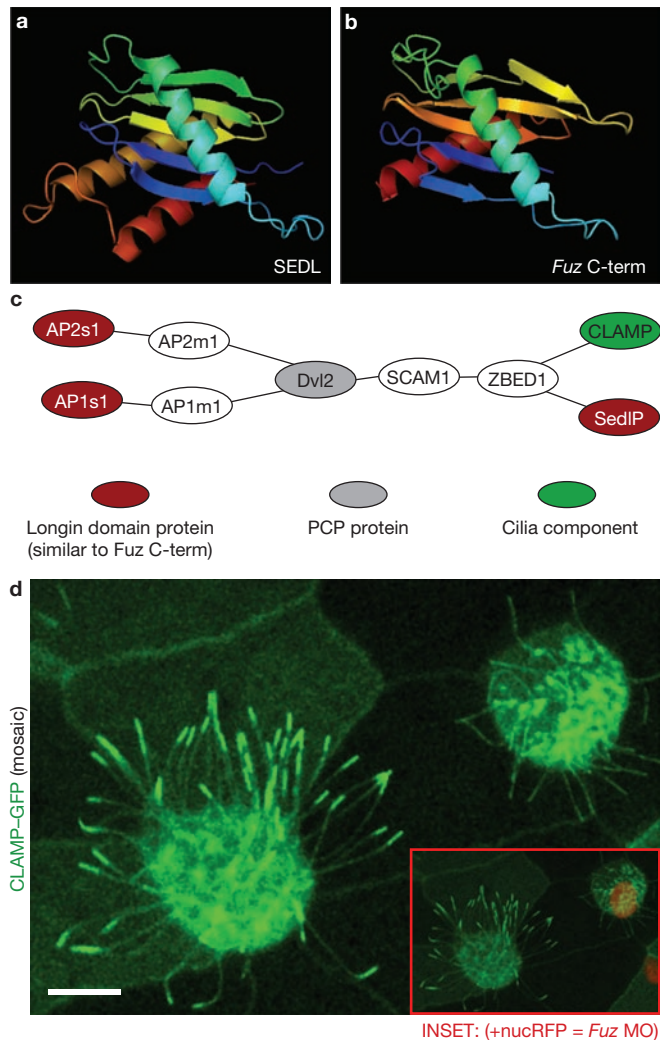 a
SEDL
b
Fuz C-term
c
AP2s1
AP2m1
AP1s1
AP1m1
Dvl2
SCAM1
ZBED1
CLAMP
SedlP
Longin domain protein
(similar to Fuz C-term)
PCP protein
Cilia component
d
CLAMP–GFP (mosaic)
INSET: (+nucRFP = Fuz MO)